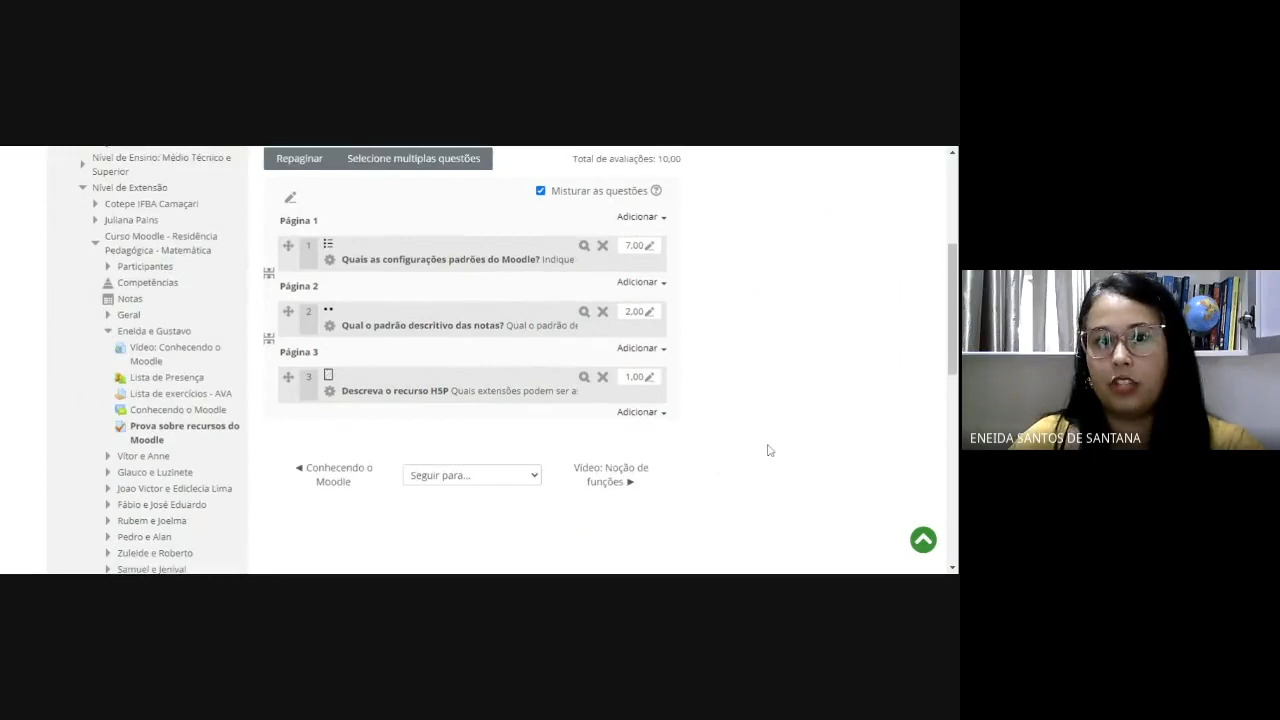 Nível de Ensino: Médio Técnico e
Superior
Nível de Extensão
Cotepe IFBA Camaçari
Juliana Pains
Curso Moodle - Residência
Pedagógica - Matemática
Participantes
Competências
Notas
Geral
Eneida e Gustavo
Vídeo: Conhecendo o
Moodle
Lista de Presença
Lista de exercícios - AVA
Conhecendo o Moodle
Prova sobre recursos do
Moodle
Vítor e Anne
Glauco e Luzinete
Joao Victor e Ediclecia Lima
Fábio e José Eduardo
Rubem e Joelma
Pedro e Alan
Zuleide e Roberto
Samuel e Jenival
Repaginar
Selecione multiplas questões
Total de avaliações: 10,00
Misturar as questões
Página 1
Adicionar
1
7,00
Quais as configurações padrões do Moodle? Indique
Página 2
Adicionar
2
2,00
Qual o padrão descritivo das notas? Qual o padrão de
Página 3
Adicionar
3
1,00
Descreva o recurso H5P Quais extensões podem ser a
Adicionar
◄ Conhecendo o
Moodle
Seguir para...
Vídeo: Noção de
funções ►
ENEIDA SANTOS DE SANTANA